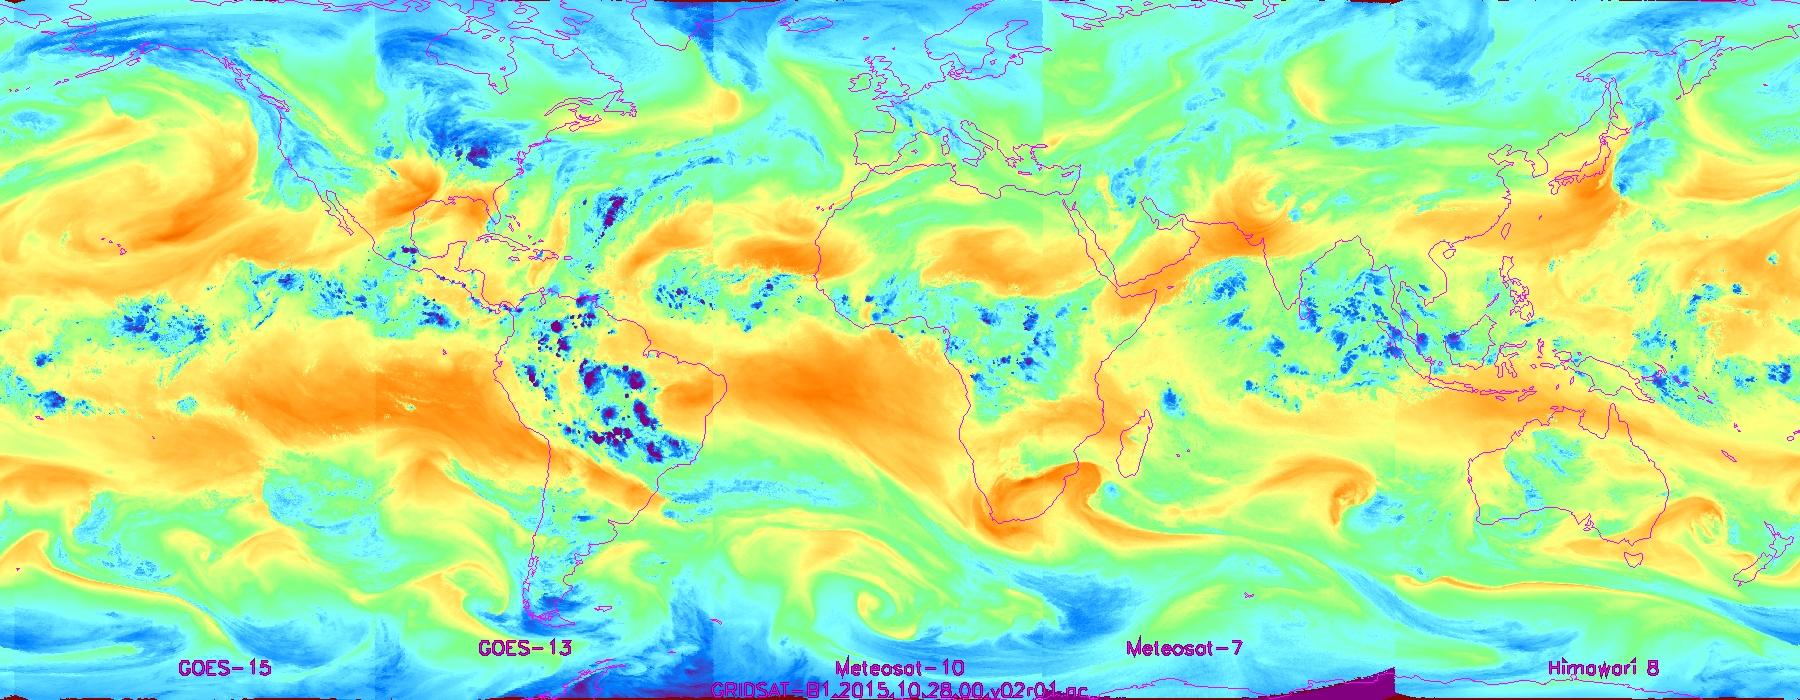 GOES-13
Meteosat-7
GOES-15
Meteosat-10
Himawari 8
GRIDSAT-B1.2015.10.28.00.v02r01.nc